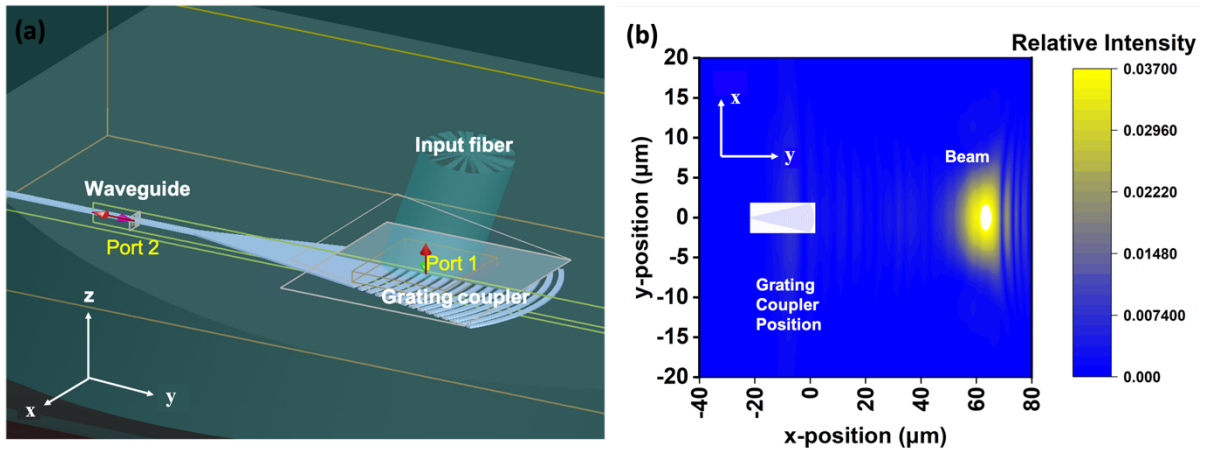 (a)
Input fiber
Waveguide
Port 2
Port 1
Grating coupler
z
y
x
(b)
Relative Intensity
20
15
10
5
0
-5
-10
-15
-20
y-position (µm)
x
y
Beam
Grating
Coupler
Position
-40
-20
0
20
40
60
80
x-position (µm)
0.03700
0.02960
0.02220
0.01480
0.007400
0.000